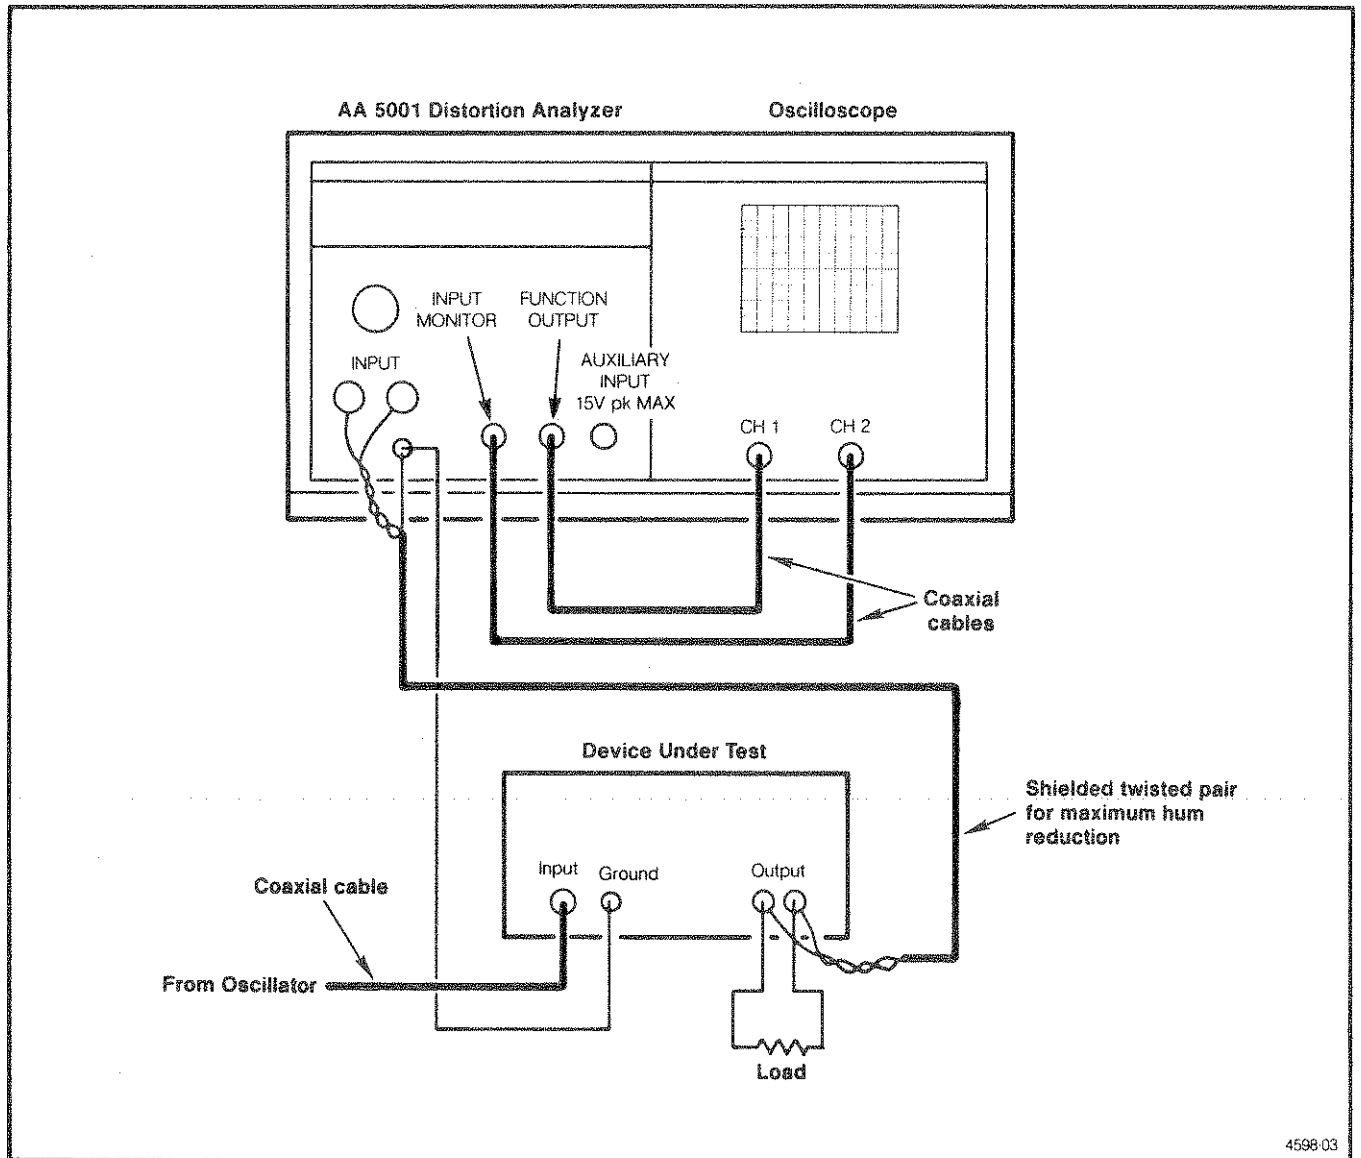 AA 5001 Distortion Analyzer
Oscilloscope
INPUT
MONITOR
FUNCTION
OUTPUT
INPUT
AUXILIARY
INPUT
15V pk MAX
CH 1
CH 2
Coaxial
cables
Device Under Test
Shielded twisted pair
for maximum hum
reduction
Input
Ground
Output
Coaxial cable
From Oscillator
Load
4598-03